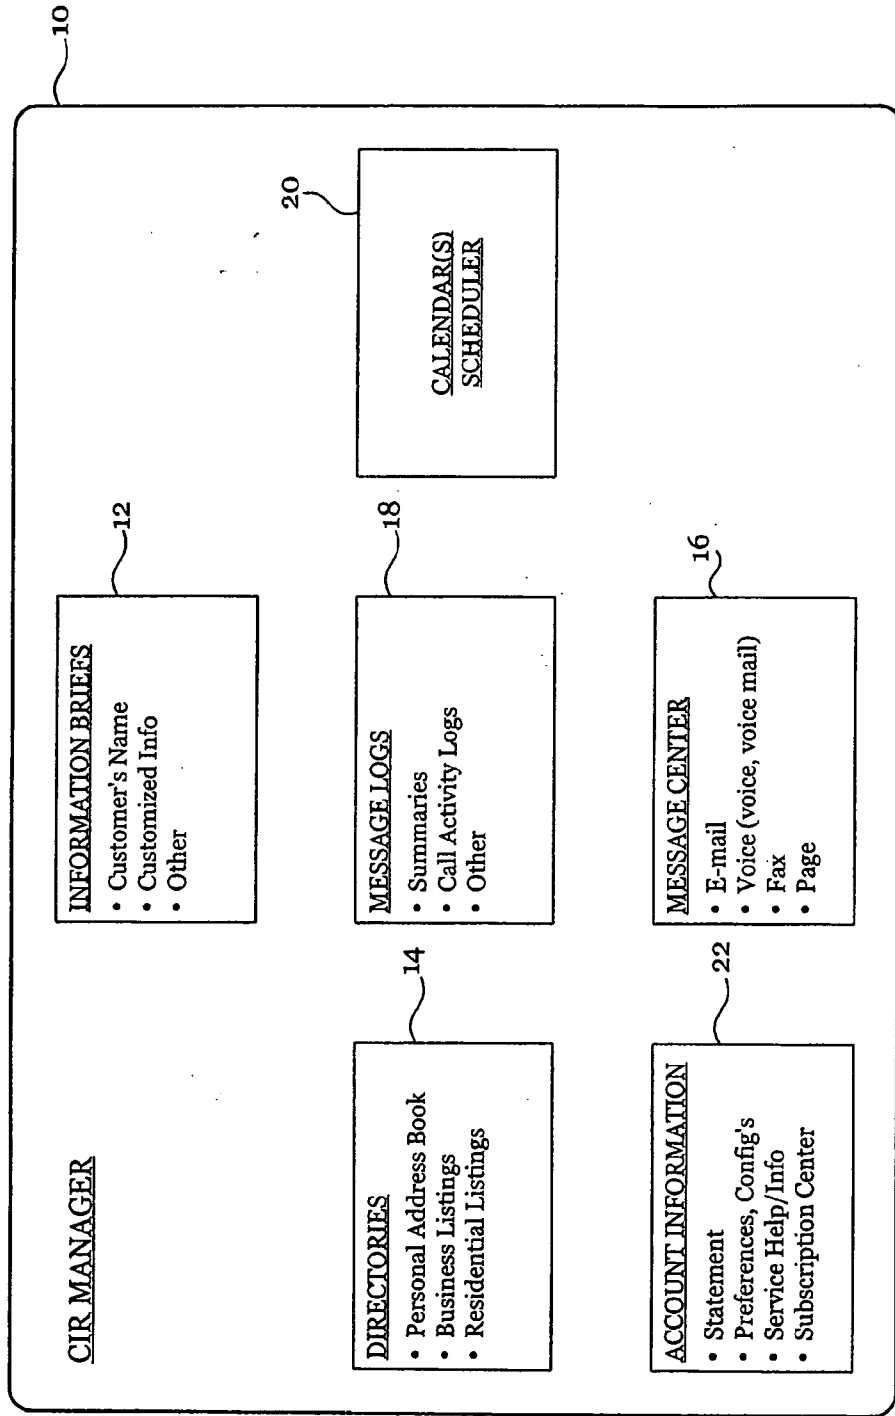 10
CIR MANAGER
INFORMATION BRIEFS
• Customer's Name
• Customized Info
• Other
12
DIRECTORIES
• Personal Address Book
• Business Listings
• Residential Listings
14
MESSAGE LOGS
• Summaries
• Call Activity Logs
• Other
18
CALENDAR(S)
SCHEDULER
20
ACCOUNT INFORMATION
• Statement
• Preferences, Config's
• Service Help/Info
• Subscription Center
22
MESSAGE CENTER
• E-mail
• Voice (voice, voice mail)
• Fax
• Page
16